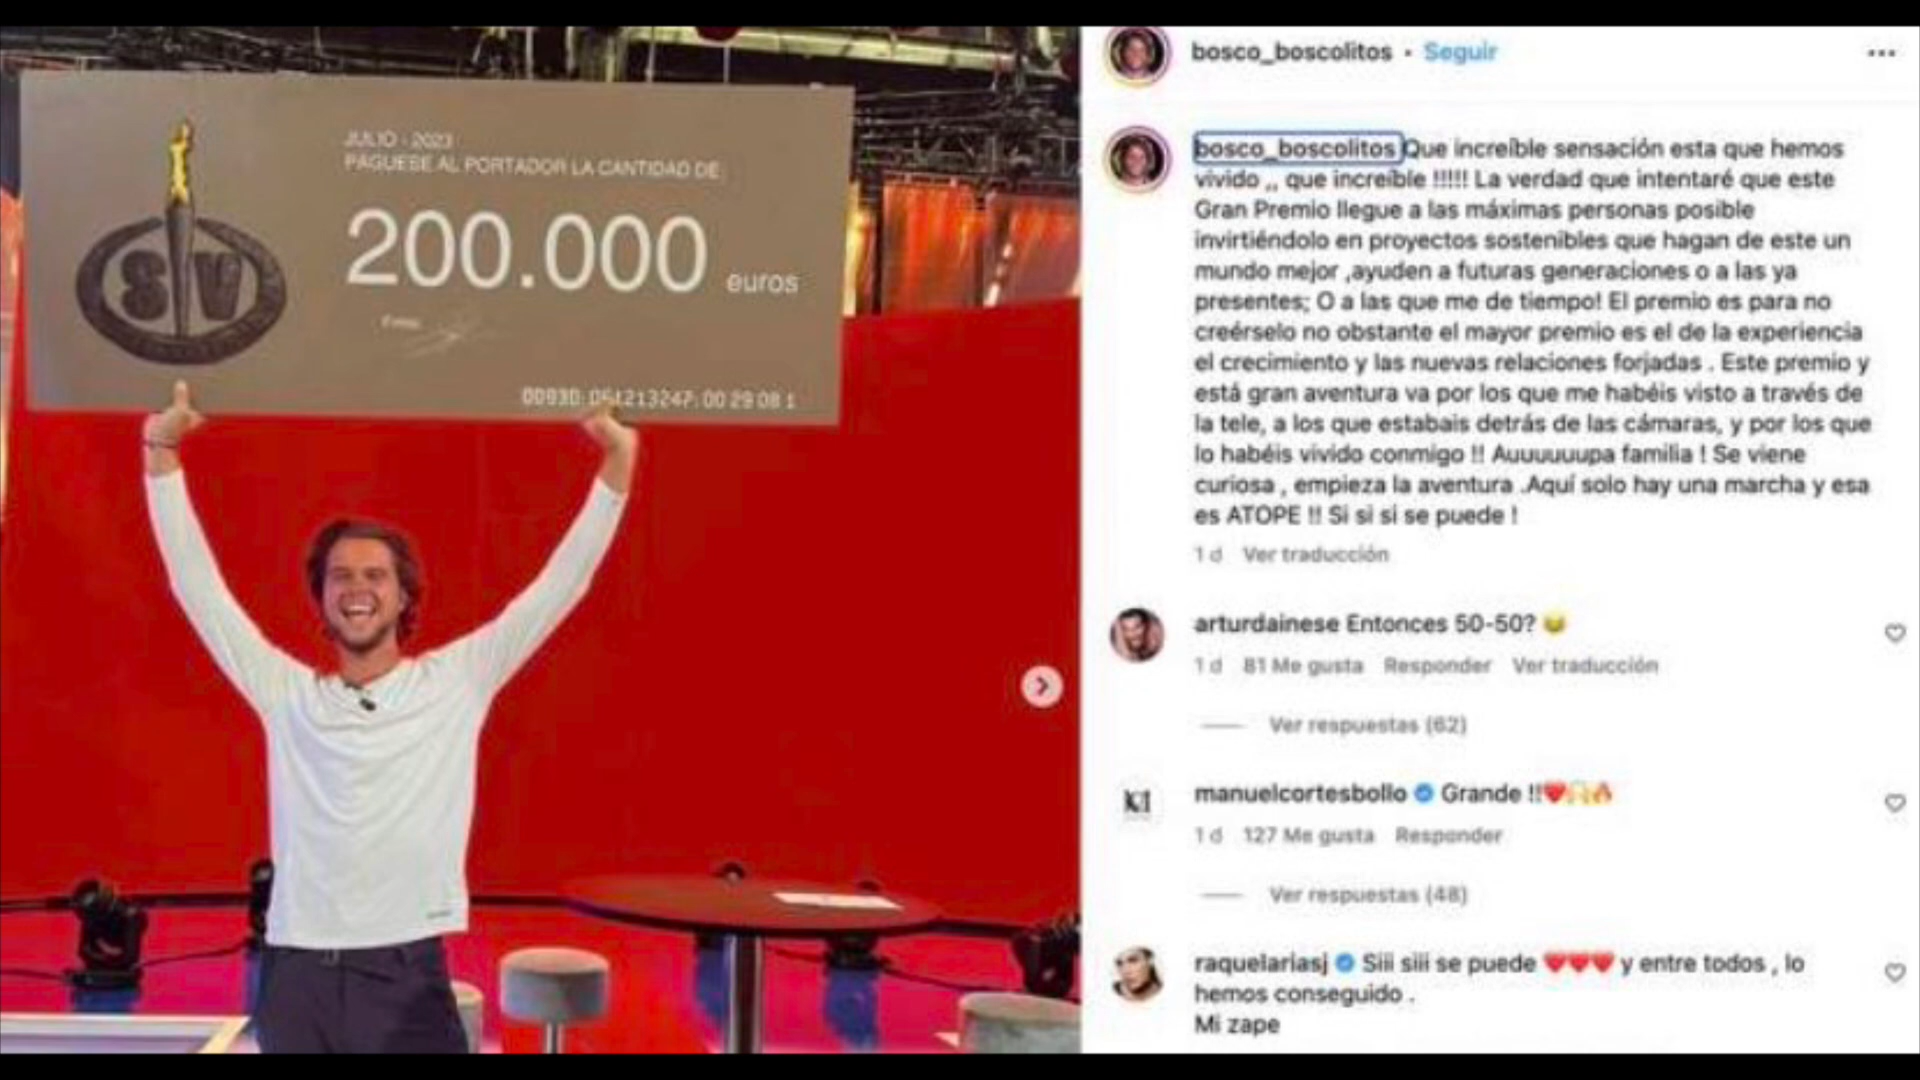 SV
JULIO - 2023
PÁGUESE AL PORTADOR LA CANTIDAD DE:
200.000 euros
bosco_boscolitos • Seguir
bosco_boscolitos Que increíble sensación esta que hemos
vivido ,, que increíble !!!!! La verdad que intentaré que este
Gran Premio llegue a las máximas personas posible
invirtiéndolo en proyectos sostenibles que hagan de este un
mundo mejor ,ayuden a futuras generaciones o a las ya
presentes; O a las que me de tiempo! El premio es para no
creérselo no obstante el mayor premio es el de la experiencia
el crecimiento y las nuevas relaciones forjadas . Este premio y
está gran aventura va por los que me habéis visto a través de
la tele, a los que estabais detrás de las cámaras, y por los que
lo habéis vivido conmigo !! Auuuuuupa familia ! Se viene
curiosa , empieza la aventura .Aquí solo hay una marcha y esa
es ATOPE !! Si si si se puede !
1 d Ver traducción
arturdainese Entonces 50-50? 😂
1 d 81 Me gusta Responder Ver traducción
Ver respuestas (62)
manuelcortesbollo Grande !!❤️🙌🔥
1 d 127 Me gusta Responder
Ver respuestas (48)
raquelariasj Siii siii se puede ❤️❤️❤️ y entre todos , lo
hemos conseguido .
Mi zape